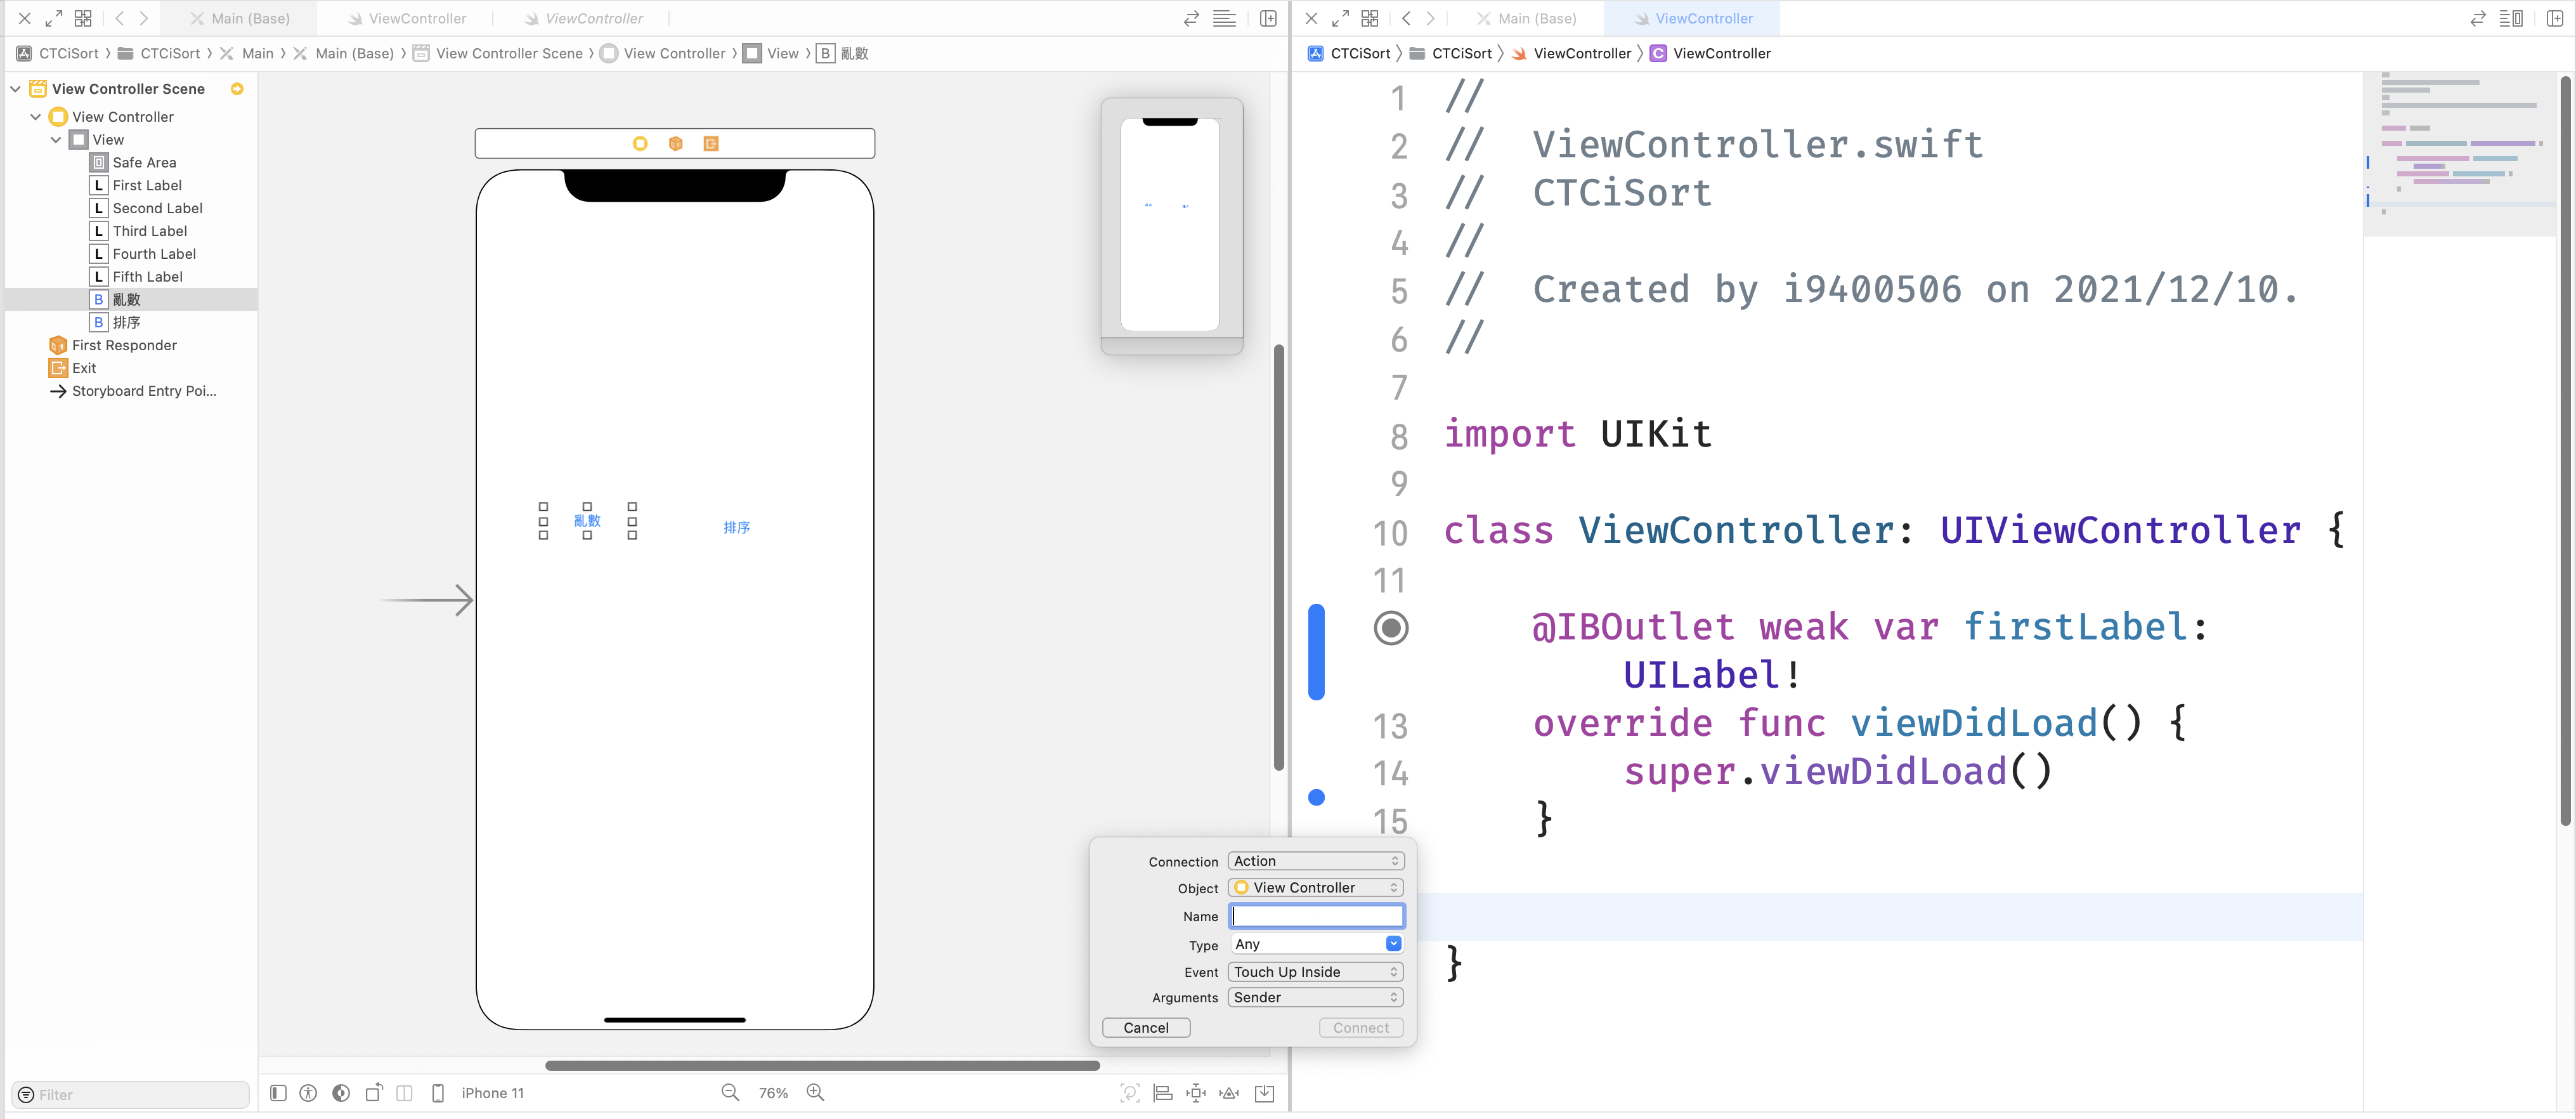 Main (Base)
ViewController
ViewController
CTCiSort
CTCiSort
Main
Main (Base)
View Controller Scene
View Controller
View
B
亂數
View Controller Scene
View Controller
View
Safe Area
L First Label
L Second Label
L Third Label
L Fourth Label
L Fifth Label
B 亂數
B 排序
First Responder
Exit
Storyboard Entry Poi...
Filter
亂數
排序
iPhone 11
76%
Main (Base)
ViewController
CTCiSort
CTCiSort
ViewController
C ViewController
1 //
2 //  ViewController.swift
3 //  CTCiSort
4 //
5 //  Created by i9400506 on 2021/12/10.
6 //
7
8 import UIKit
9
10 class ViewController: UIViewController {
11
@IBOutlet weak var firstLabel:
UILabel!
13 override func viewDidLoad() {
14 super.viewDidLoad()
15 }
}
Connection Action
Object View Controller
Name
Type Any
Event Touch Up Inside
Arguments Sender
Cancel Connect